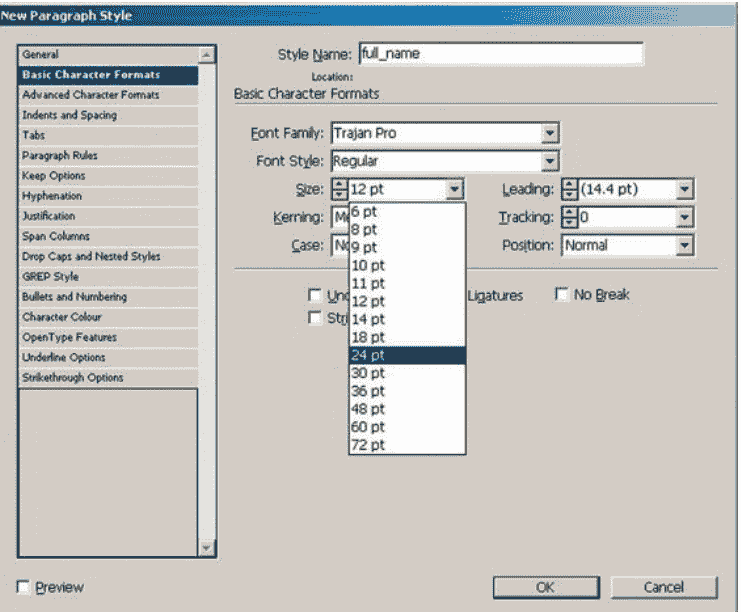 New Paragraph Style
General
Basic Character Formats
Advanced Character Formats
Indents and Spacing
Tabs
Paragraph Rules
Keep Options
Hyphenation
Justification
Span Columns
Drop Caps and Nested Styles
GREP Style
Bullets and Numbering
Character Colour
OpenType Features
Underline Options
Strikethrough Options
Style Name: full_name
Location:
Basic Character Formats
Font Family: Trajan Pro
Font Style: Regular
Size: 12 pt
Leading: (14.4 pt)
Kerning:
Tracking: 0
Case:
Position: Normal
6 pt
8 pt
9 pt
10 pt
11 pt
12 pt
14 pt
18 pt
24 pt
30 pt
36 pt
48 pt
60 pt
72 pt
Ligatures
No Break
Preview
OK
Cancel